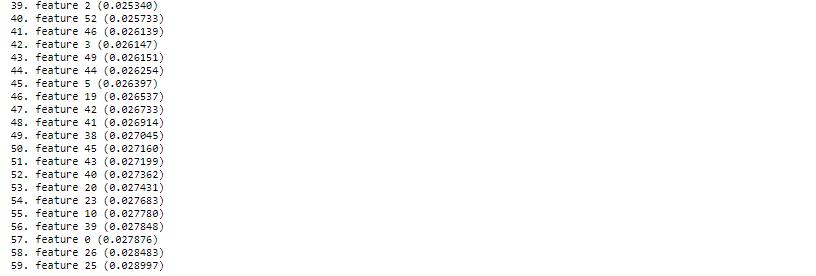 39. feature 2 (0.025340)
40. feature 52 (0.025733)
41. feature 46 (0.026139)
42. feature 3 (0.026147)
43. feature 49 (0.026151)
44. feature 44 (0.026254)
45. feature 5 (0.026397)
46. feature 19 (0.026537)
47. feature 42 (0.026733)
48. feature 41 (0.026914)
49. feature 38 (0.027045)
50. feature 45 (0.027160)
51. feature 43 (0.027199)
52. feature 40 (0.027362)
53. feature 20 (0.027431)
54. feature 23 (0.027683)
55. feature 10 (0.027780)
56. feature 39 (0.027848)
57. feature 0 (0.027876)
58. feature 26 (0.028483)
59. feature 25 (0.028997)